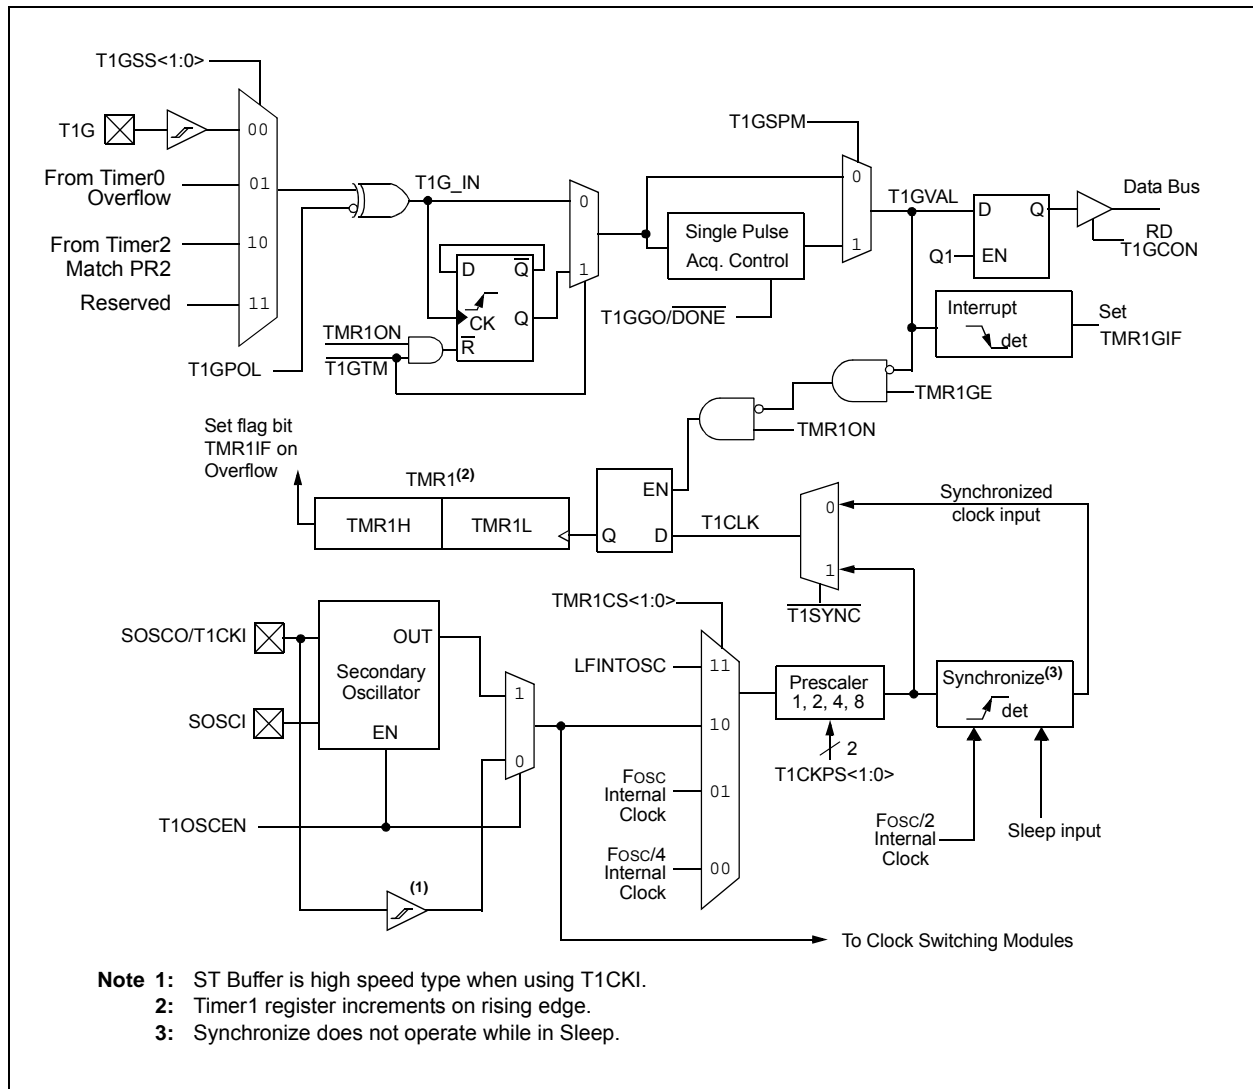 T1GSS<1:0>
T1G
00
From Timer0
Overflow
01
From Timer2
Match PR2
10
Reserved
11
T1GPOL
T1G_IN
0
1
D
Q̅
CK
Q
R̅
TMR1ON
T1GTM
T1GSPM
0
1
Single Pulse
Acq. Control
T1GGO/D̅O̅N̅E̅
T1GVAL
D
Q
Q1
EN
Data Bus
RD
T1GCON
Interrupt
det
Set
TMR1GIF
TMR1GE
TMR1ON
Set flag bit
TMR1IF on
Overflow
TMR1(2)
TMR1H
TMR1L
EN
Q
D
T1CLK
0
1
T̅1̅S̅Y̅N̅C̅
Synchronized
clock input
SOSCO/T1CKI
OUT
Secondary
Oscillator
SOSCI
EN
1
0
T1OSCEN
(1)
TMR1CS<1:0>
LFINTOSC
11
10
FOSC
Internal
Clock
01
FOSC/4
Internal
Clock
00
Prescaler
1, 2, 4, 8
2
T1CKPS<1:0>
Synchronize(3)
det
FOSC/2
Internal
Clock
Sleep input
To Clock Switching Modules
Note 1: ST Buffer is high speed type when using T1CKI.
2: Timer1 register increments on rising edge.
3: Synchronize does not operate while in Sleep.